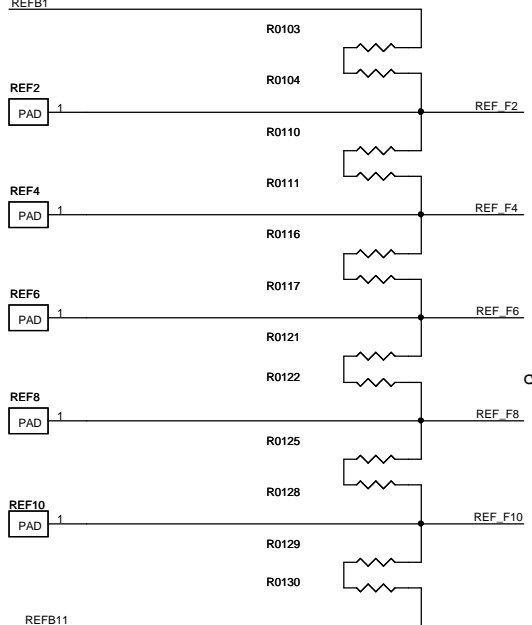 REFB1
R0103
R0104
REF2
PAD 1 REF_F2
R0110
R0111
REF4
PAD 1 REF_F4
R0116
R0117
REF6
PAD 1 REF_F6
R0121
R0122
REF8
PAD 1 REF_F8
R0125
R0128
REF10
PAD 1 REF_F10
R0129
R0130
REFB11